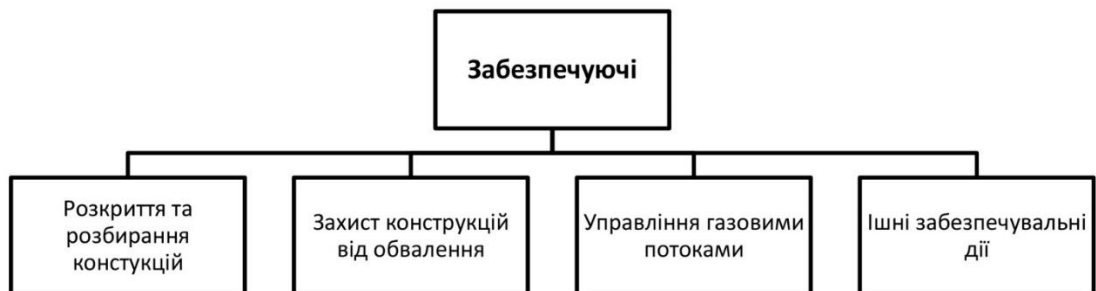 Забезпечуючі
Розкриття та
розбирання
констукцій
Захист конструкцій
від обвалення
Управління газовими
потоками
Ішні забезпечувальні
дії